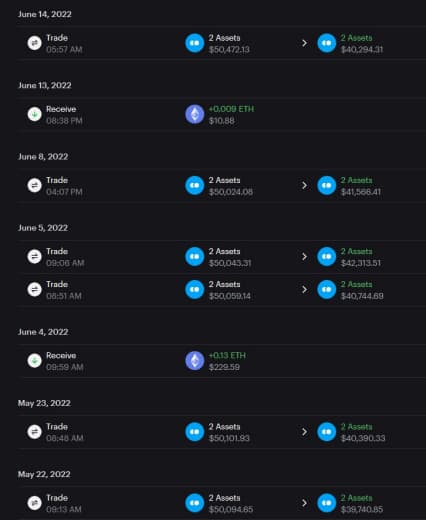 June 14, 2022
Trade 2 Assets 2 Assets
05:57 AM $50,472.13 $40,294.31
June 13, 2022
Receive +0.009 ETH
08:38 PM $10.88
June 8, 2022
Trade 2 Assets 2 Assets
04:07 PM $50,024.08 $41,566.41
June 5, 2022
Trade 2 Assets 2 Assets
09:06 AM $50,043.31 $42,313.51
Trade 2 Assets 2 Assets
08:51 AM $50,059.14 $40,744.69
June 4, 2022
Receive +0.13 ETH
09:59 AM $229.59
May 23, 2022
Trade 2 Assets 2 Assets
08:46 AM $50,101.93 $40,390.33
May 22, 2022
Trade 2 Assets 2 Assets
09:13 AM $50,094.65 $39,740.85